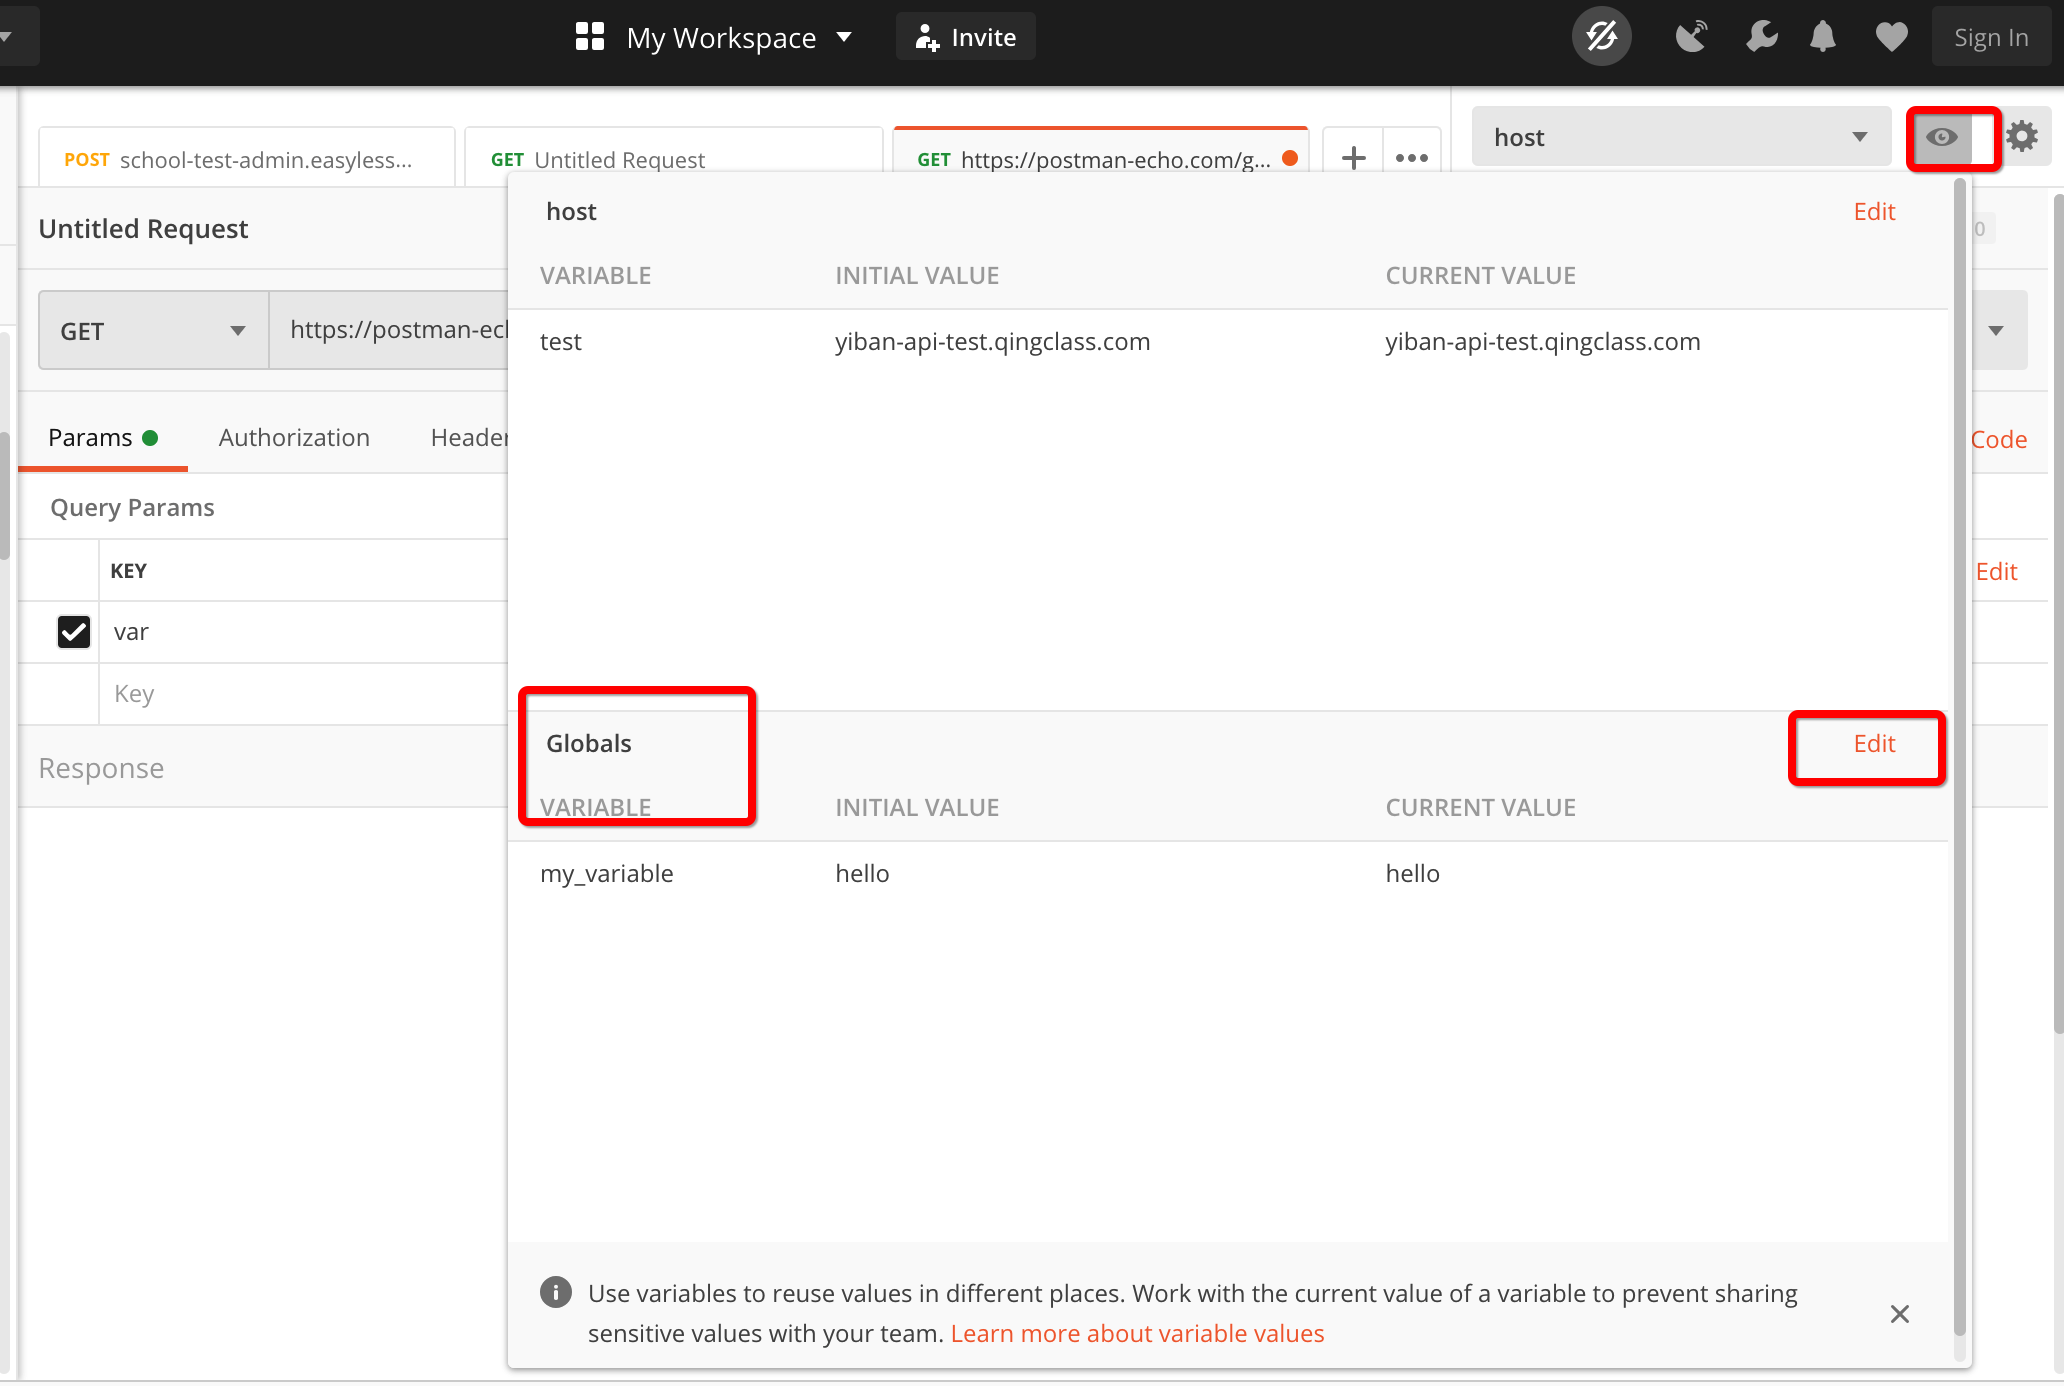 My Workspace
Invite
Sign In
POST school-test-admin.easyless...
GET Untitled Request
GET https://postman-echo.com/g...
host
Untitled Request
0
GET
https://postman-ec
Params
Authorization
Header
Code
Query Params
KEY
Edit
var
Key
Response
host
Edit
VARIABLE
INITIAL VALUE
CURRENT VALUE
test
yiban-api-test.qingclass.com
yiban-api-test.qingclass.com
Globals
Edit
VARIABLE
INITIAL VALUE
CURRENT VALUE
my_variable
hello
hello
Use variables to reuse values in different places. Work with the current value of a variable to prevent sharing
sensitive values with your team. Learn more about variable values